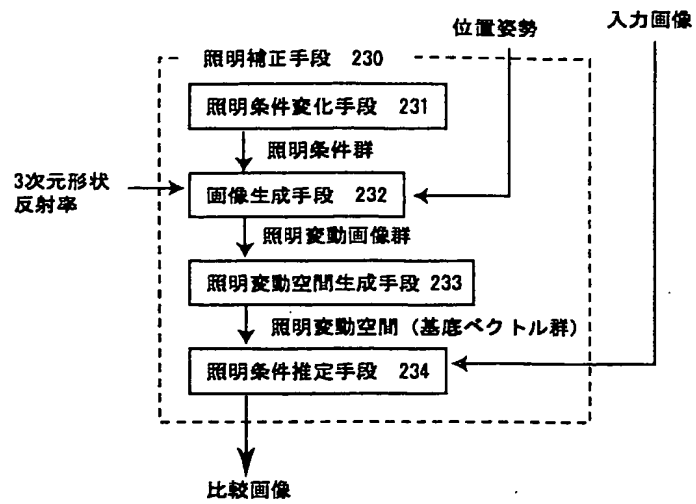 位置姿勢
入力画像
照明補正手段 230
照明条件変化手段 231
照明条件群
3次元形状
反射率
画像生成手段 232
照明変動画像群
照明変動空間生成手段 233
照明変動空間(基底ベクトル群)
照明条件推定手段 234
比較画像